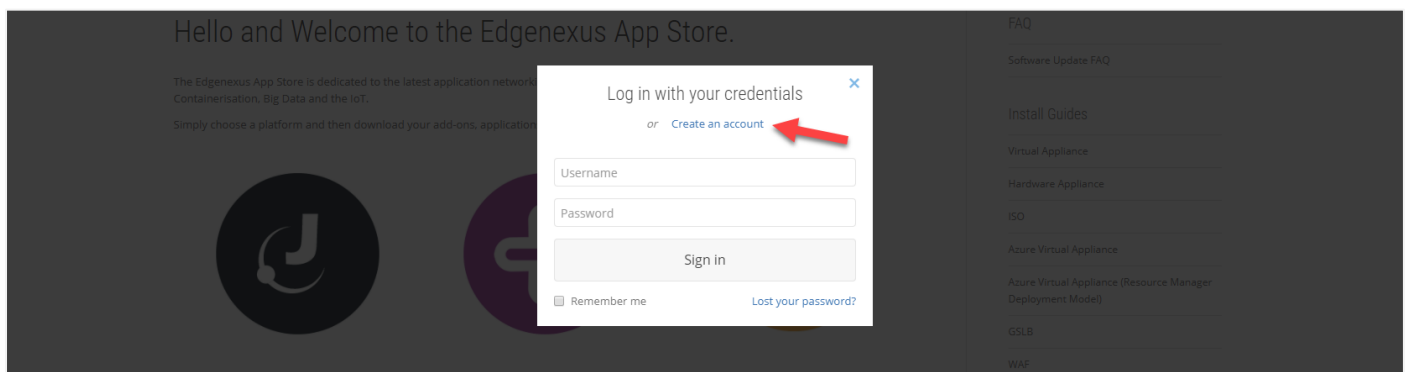 Hello and Welcome to the Edgenexus App Store.
The Edgenexus App Store is dedicated to the latest application
Containerisation, Big Data and the IoT.
Simply choose a platform and then download your add-ons,
Log in with your credentials
or Create an account
Username
Password
Sign in
Remember me
Lost your password?
FAQ
Software Update FAQ
Install Guides
Virtual Appliance
Hardware Appliance
ISO
Azure Virtual Appliance
Azure Virtual Appliance (Resource Manager
Deployment Model)
GSLB
WAF